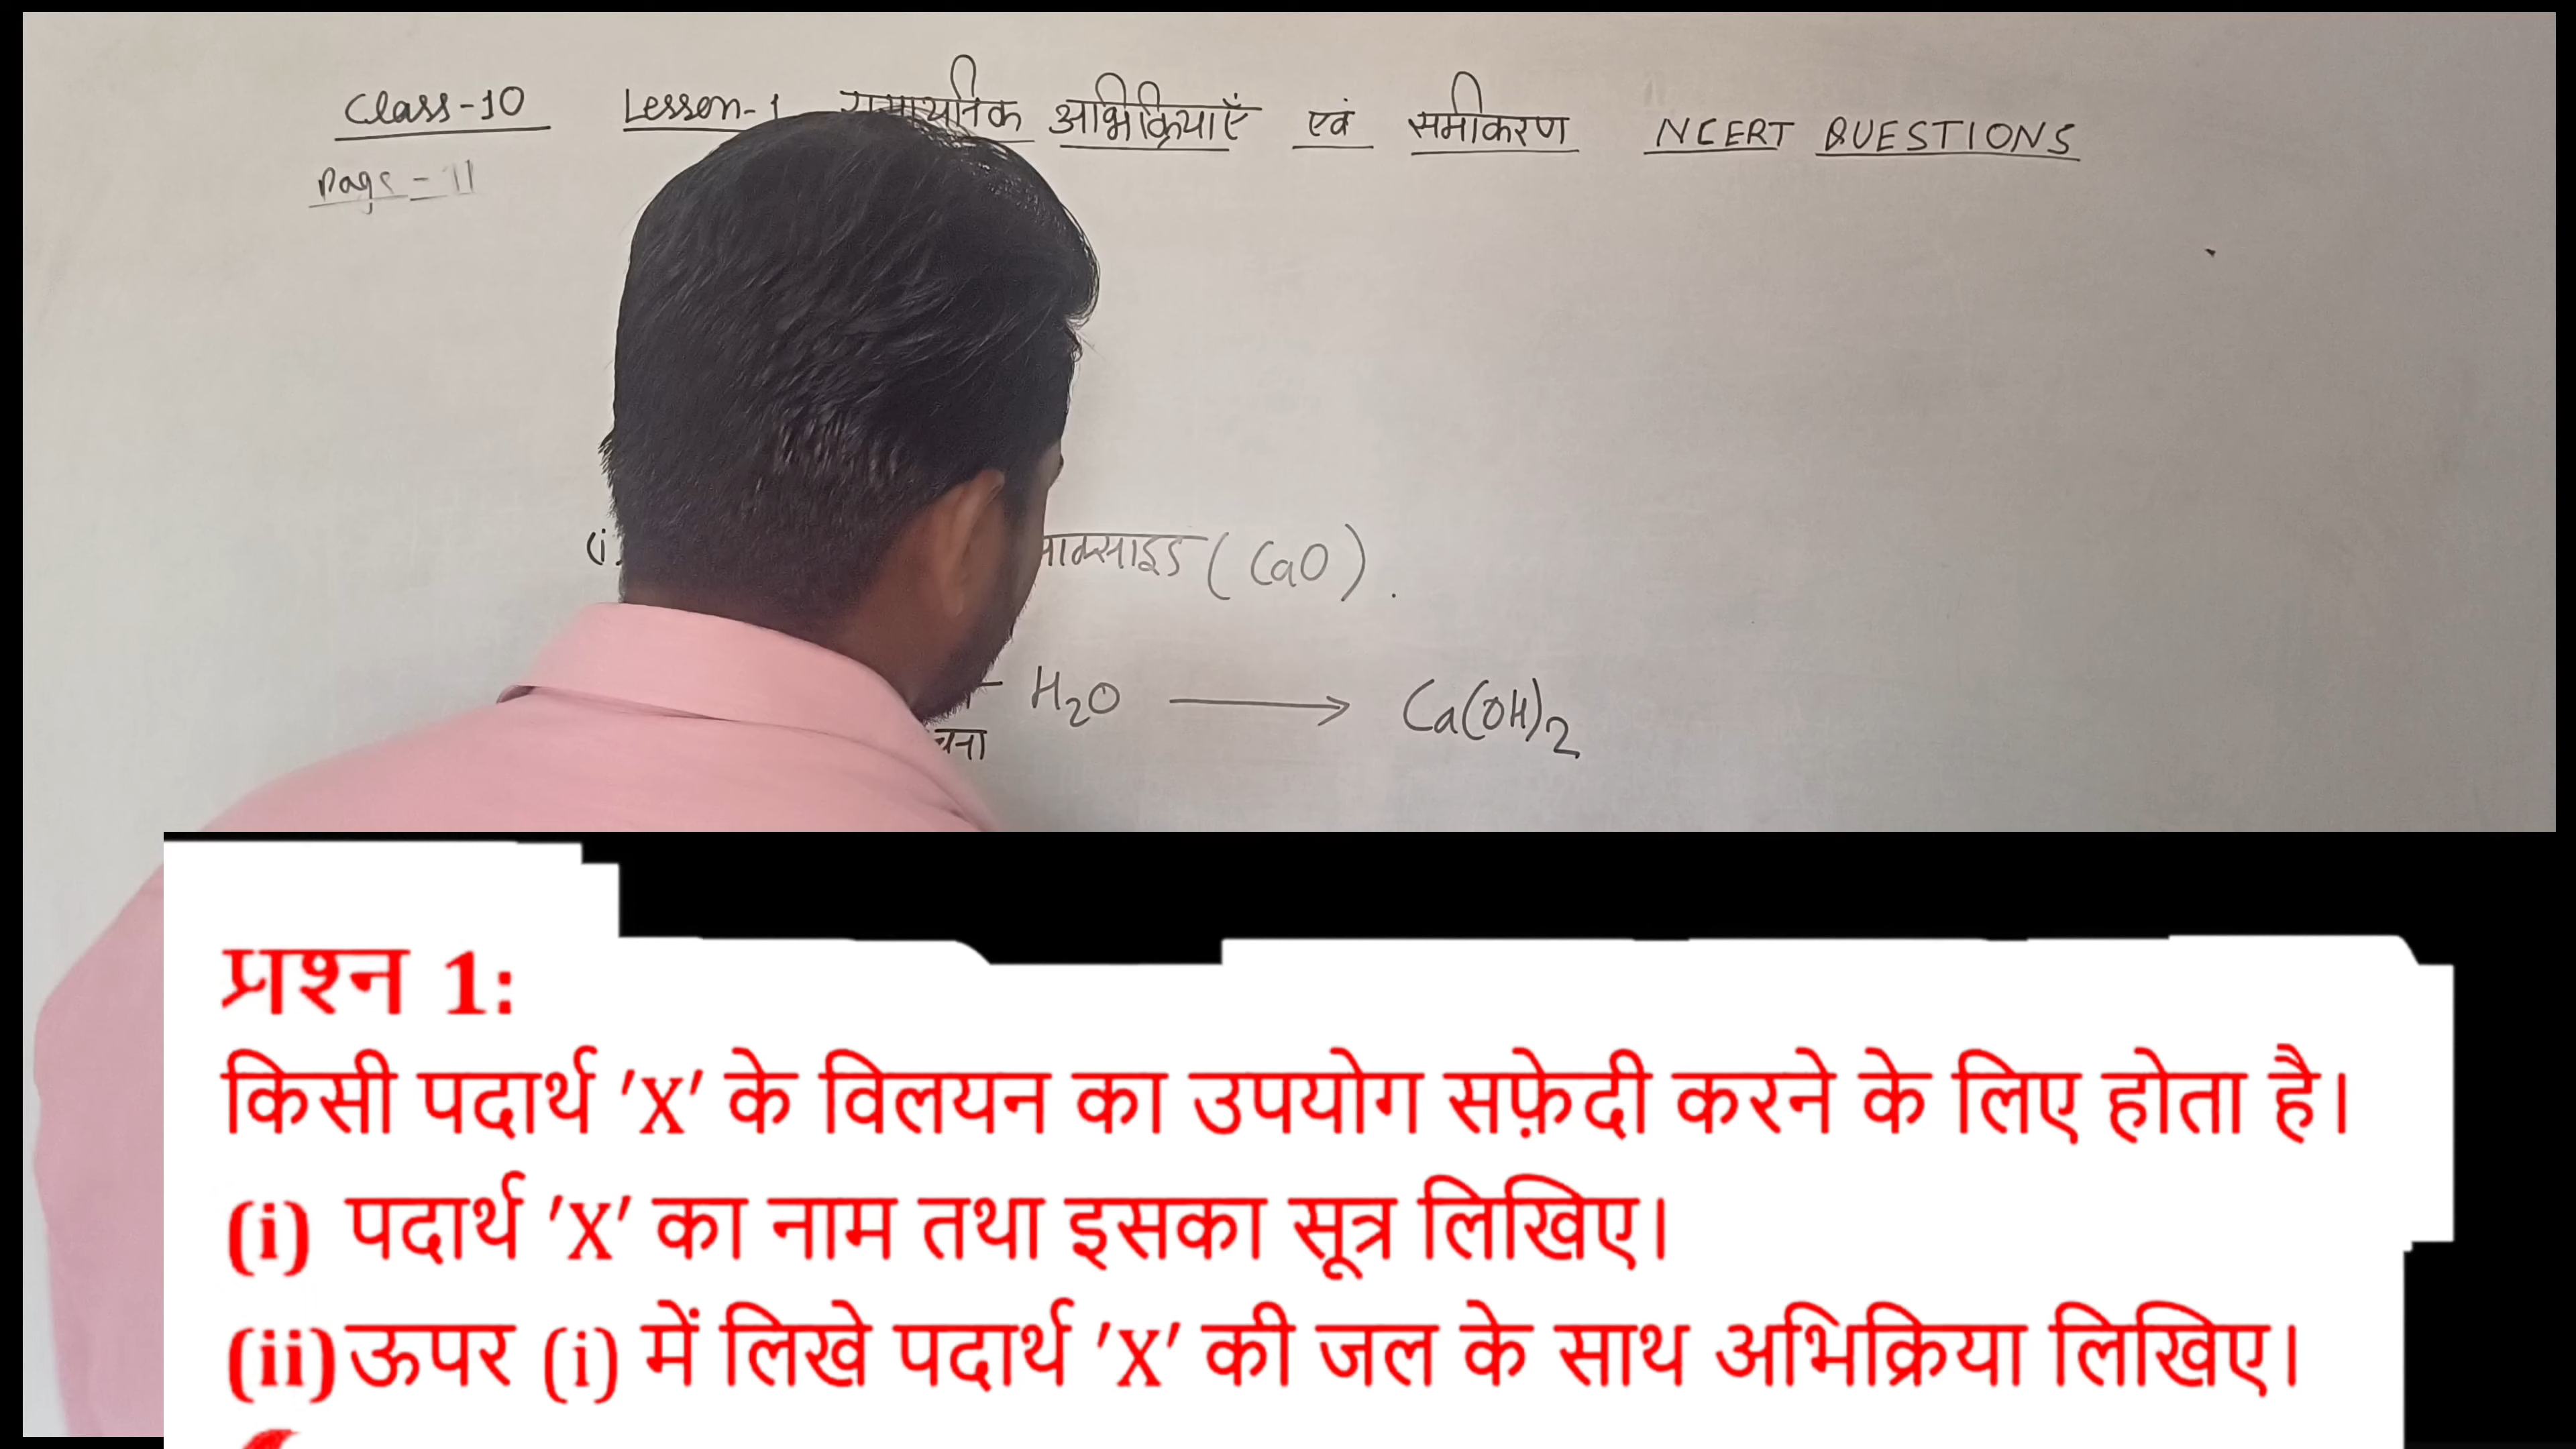 Class-10 Lesson-1 रासायनिक अभिक्रियाएँ एवं समीकरण NCERT QUESTIONS
Page-11
(i) (CaO).
H₂O ⟶ Ca(OH)₂
प्रश्न 1:
किसी पदार्थ 'X' के विलयन का उपयोग सफ़ेदी करने के लिए होता है।
(i) पदार्थ 'X' का नाम तथा इसका सूत्र लिखिए।
(ii) ऊपर (i) में लिखे पदार्थ 'X' की जल के साथ अभिक्रिया लिखिए।